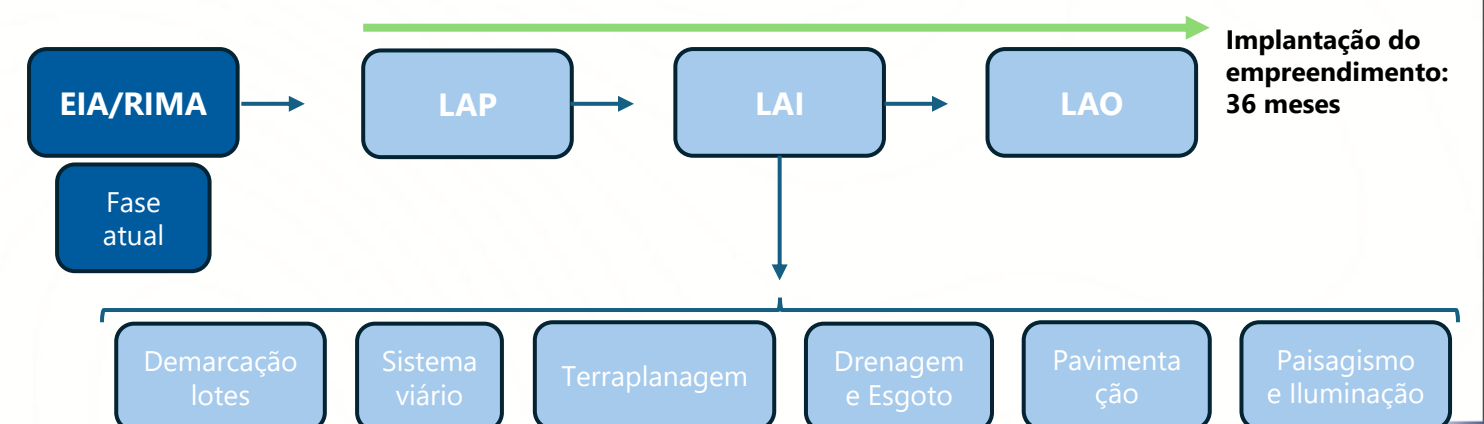 Implantação do
empreendimento:
36 meses
EIA/RIMA
LAP
LAI
LAO
Fase
atual
Demarcação
lotes
Sistema
viário
Terraplanagem
Drenagem
e Esgoto
Pavimenta
ção
Paisagismo
e Iluminação